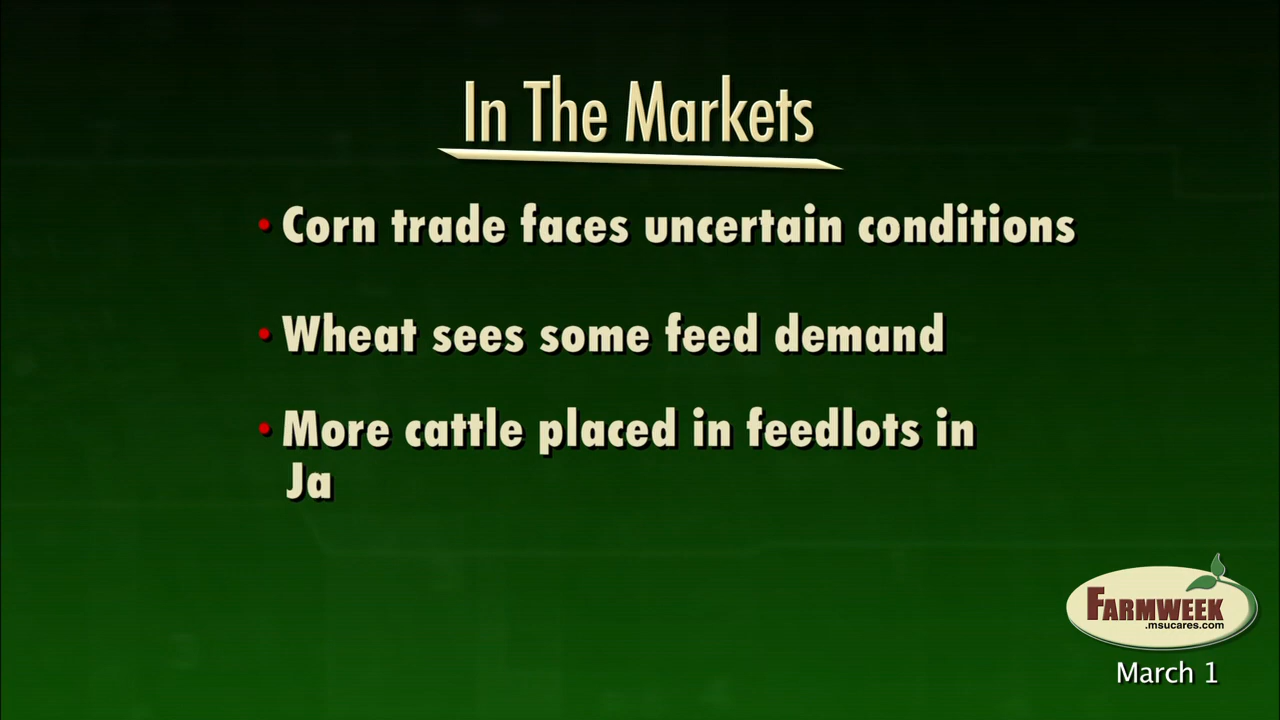 In The Markets
• Corn trade faces uncertain conditions
• Wheat sees some feed demand
• More cattle placed in feedlots in
Ja
FARMWEEK
.msucares.com
March 1